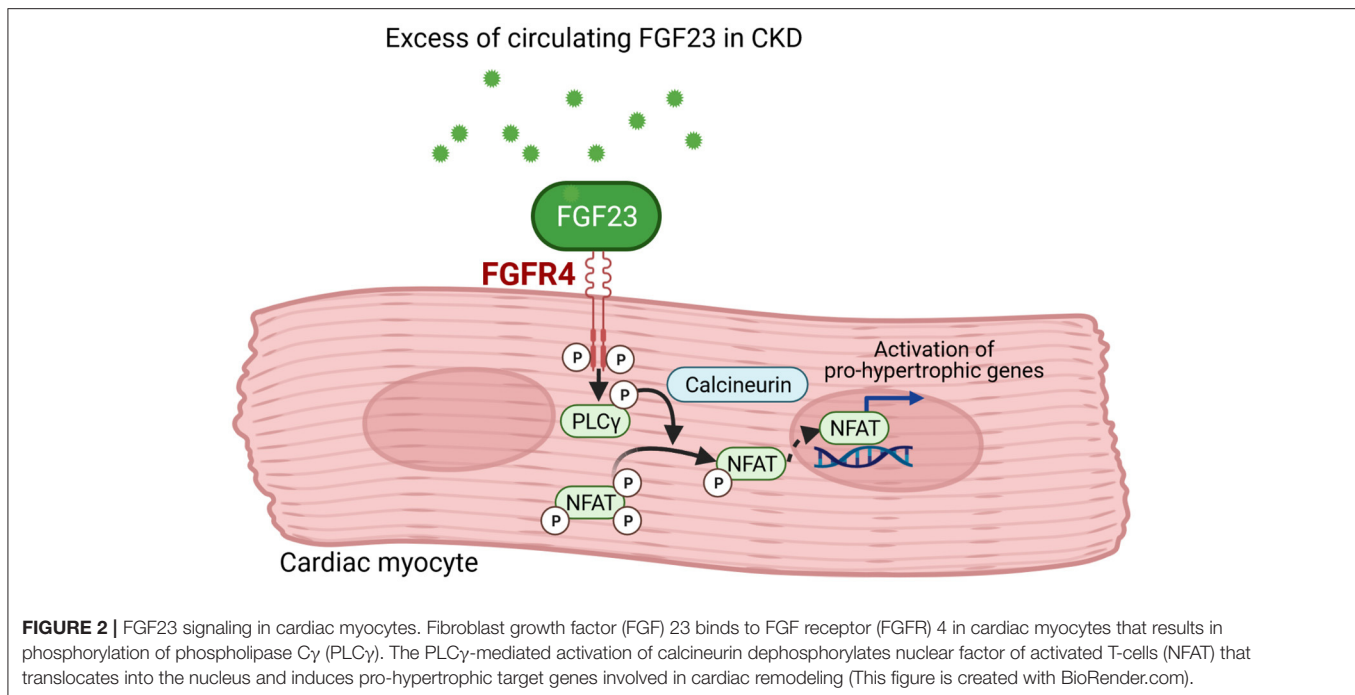 Excess of circulating FGF23 in CKD
FGF23
FGFR4
P
P
Activation of
pro-hypertrophic genes
P
Calcineurin
PLCγ
NFAT
NFAT
P
P
NFAT
P
P
Cardiac myocyte
FIGURE 2 | FGF23 signaling in cardiac myocytes. Fibroblast growth factor (FGF) 23 binds to FGF receptor (FGFR) 4 in cardiac myocytes that results in
phosphorylation of phospholipase Cγ (PLCγ). The PLCγ-mediated activation of calcineurin dephosphorylates nuclear factor of activated T-cells (NFAT) that
translocates into the nucleus and induces pro-hypertrophic target genes involved in cardiac remodeling (This figure is created with BioRender.com).